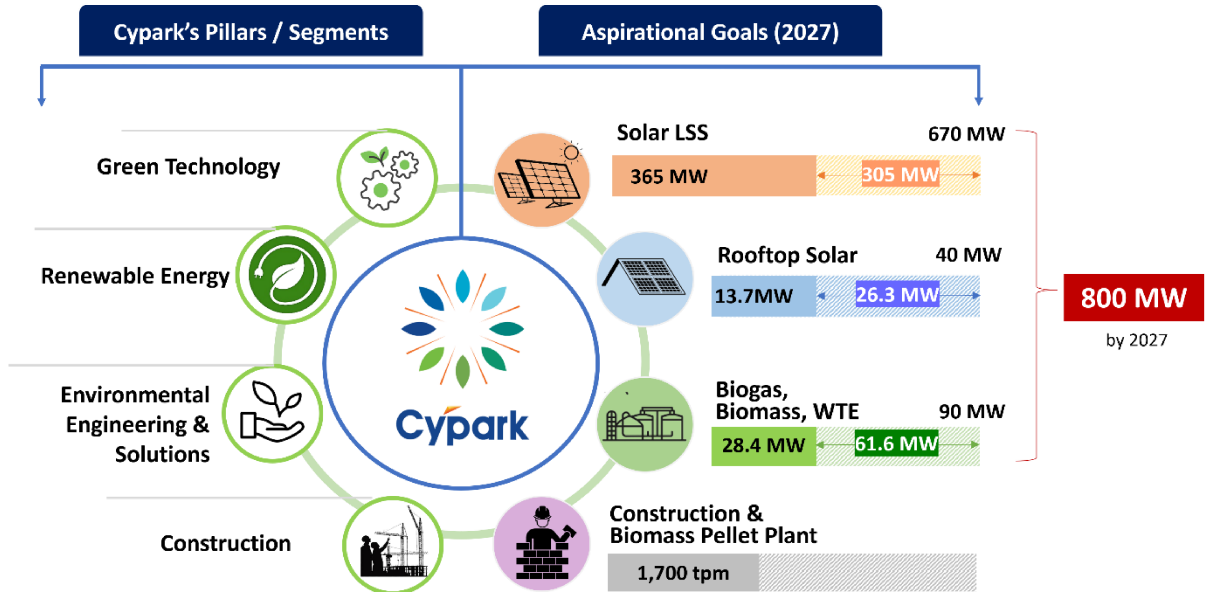 Cypark's Pillars / Segments
Aspirational Goals (2027)
Green Technology
Renewable Energy
Environmental
Engineering &
Solutions
Construction
Cypark
Solar LSS
670 MW
365 MW
305 MW
Rooftop Solar
40 MW
13.7MW
26.3 MW
Biogas,
Biomass, WTE
90 MW
28.4 MW
61.6 MW
Construction &
Biomass Pellet Plant
1,700 tpm
800 MW
by 2027